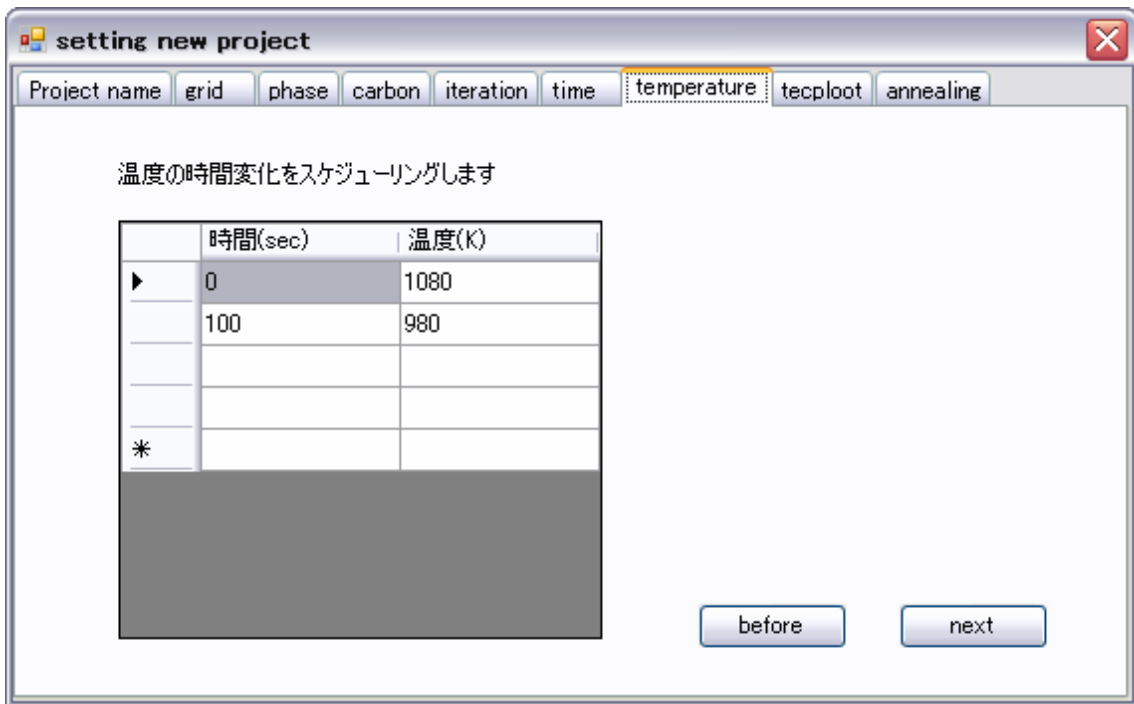 setting new project
Project name grid phase carbon iteration time temperature tecploot annealing
温度の時間変化をスケジューリングします
時間(sec) 温度(K)
0 1080
100 980
before next